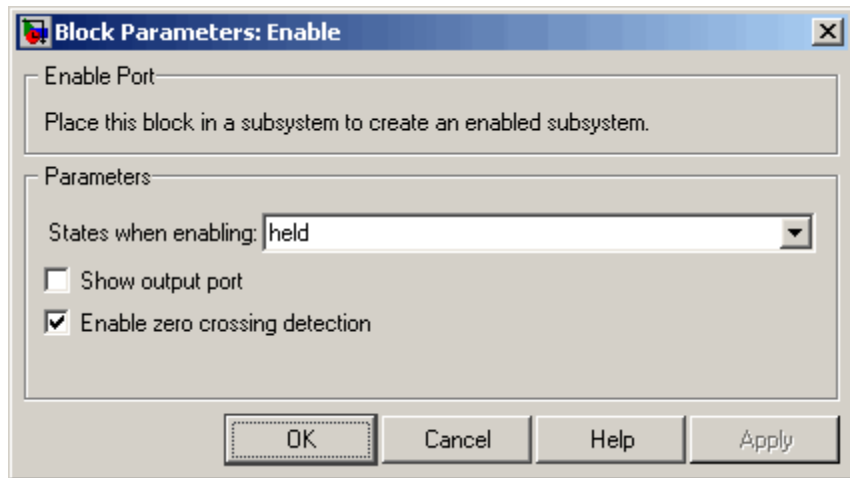 Block Parameters: Enable
Enable Port
Place this block in a subsystem to create an enabled subsystem.
Parameters
States when enabling: held
Show output port
Enable zero crossing detection
OK Cancel Help Apply